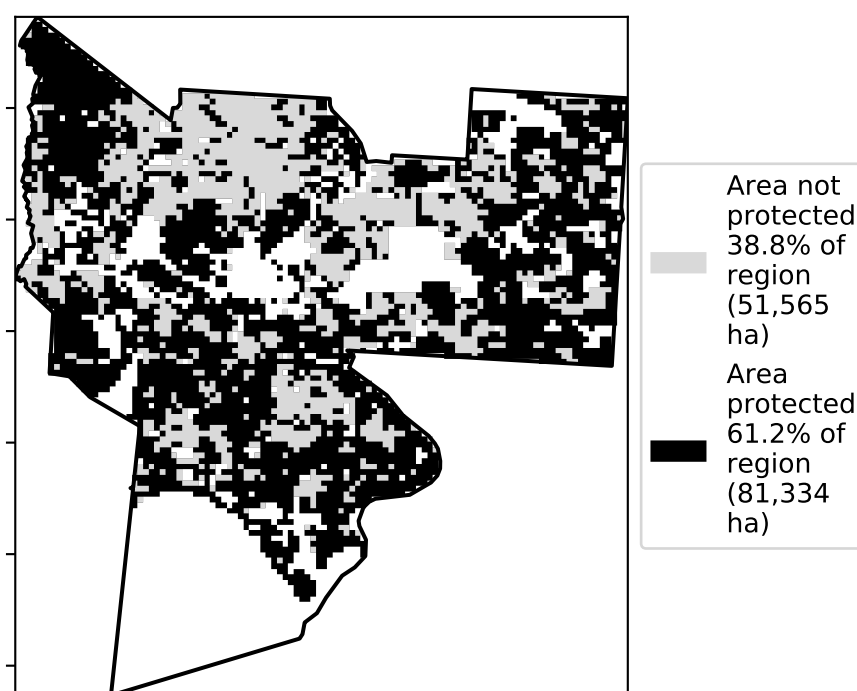 Area not
protected
38.8% of
region
(51,565
ha)
Area
protected
61.2% of
region
(81,334
ha)